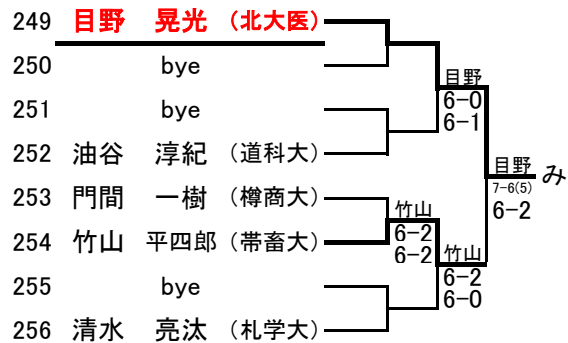 249 目野 晃光 （北大医）
250 bye
251 bye
252 油谷 淳紀 （道科大）
253 門間 一樹 （樽商大）
254 竹山 平四郎 （帯畜大）
255 bye
256 清水 亮汰 （札学大）
竹山
6-2
6-2
目野
6-0
6-1
竹山
6-2
6-0
目野
7-6(5)
6-2
み